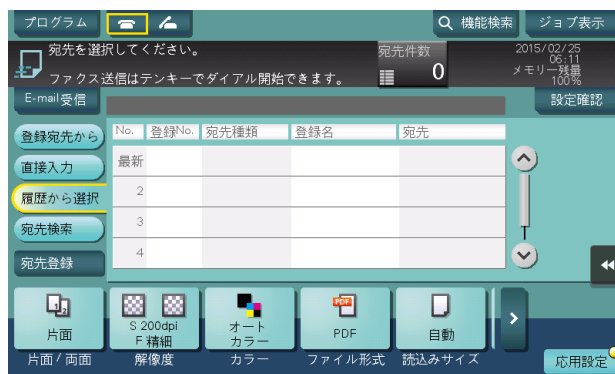 プログラム
機能検索
ジョブ表示
宛先を選択してください。
ファクス送信はテンキーでダイアル開始できます。
宛先件数
0
2015/02/25
06:11
メモリー残量
100%
E-mail受信
設定確認
登録宛先から
直接入力
履歴から選択
宛先検索
宛先登録
No. 登録No. 宛先種類 登録名 宛先
最新
2
3
4
片面
片面 / 両面
S 200dpi
F 精細
解像度
オート
カラー
カラー
PDF
PDF
ファイル形式
自動
読込みサイズ
応用設定